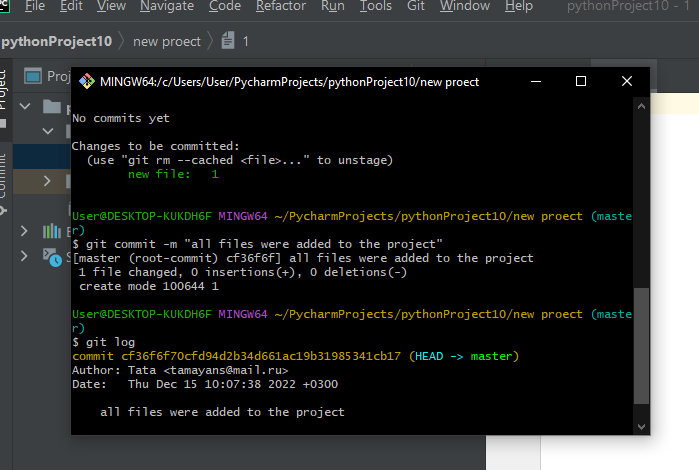 PC File Edit View Navigate Code Refactor Run Tools Git Window Help pythonProject10 - 1
pythonProject10 new proect 1
Project
Commit
Proj
MINGW64:/c/Users/User/PycharmProjects/pythonProject10/new proect
No commits yet
Changes to be committed:
  (use "git rm --cached <file>..." to unstage)
        new file:   1
User@DESKTOP-KUKDH6F MINGW64 ~/PycharmProjects/pythonProject10/new proect (maste
r)
$ git commit -m "all files were added to the project"
[master (root-commit) cf36f6f] all files were added to the project
 1 file changed, 0 insertions(+), 0 deletions(-)
 create mode 100644 1
User@DESKTOP-KUKDH6F MINGW64 ~/PycharmProjects/pythonProject10/new proect (maste
r)
$ git log
commit cf36f6f70cfd94d2b34d661ac19b31985341cb17 (HEAD -> master)
Author: Tata <tamayans@mail.ru>
Date:   Thu Dec 15 10:07:38 2022 +0300
    all files were added to the project